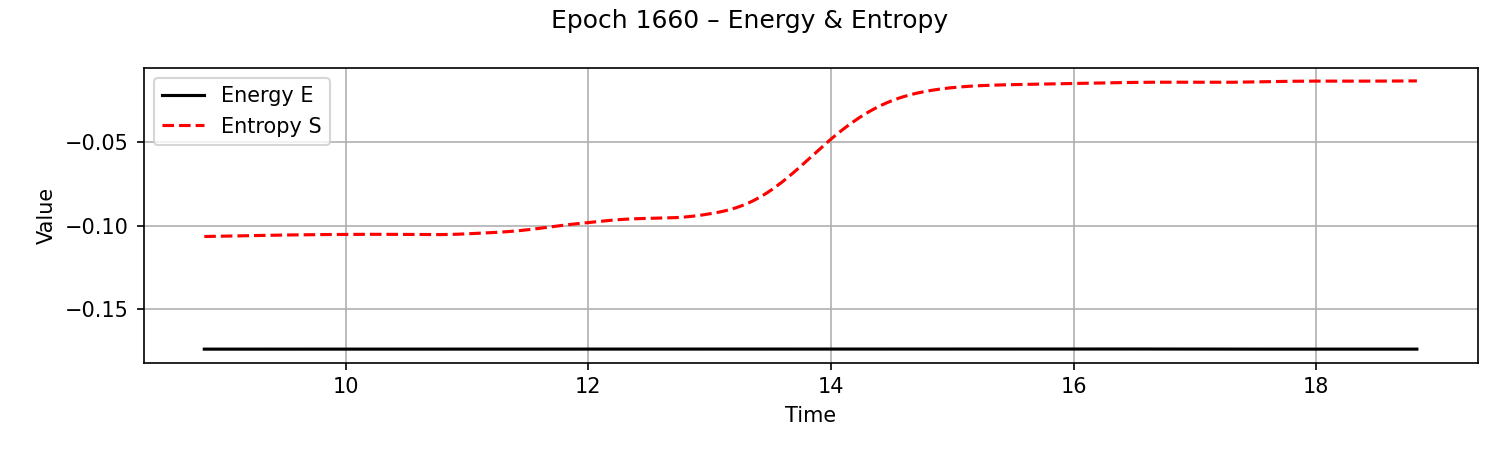 Epoch 1660 – Energy & Entropy
Energy E
Entropy S
−0.05
−0.10
−0.15
Value
10 12 14 16 18
Time